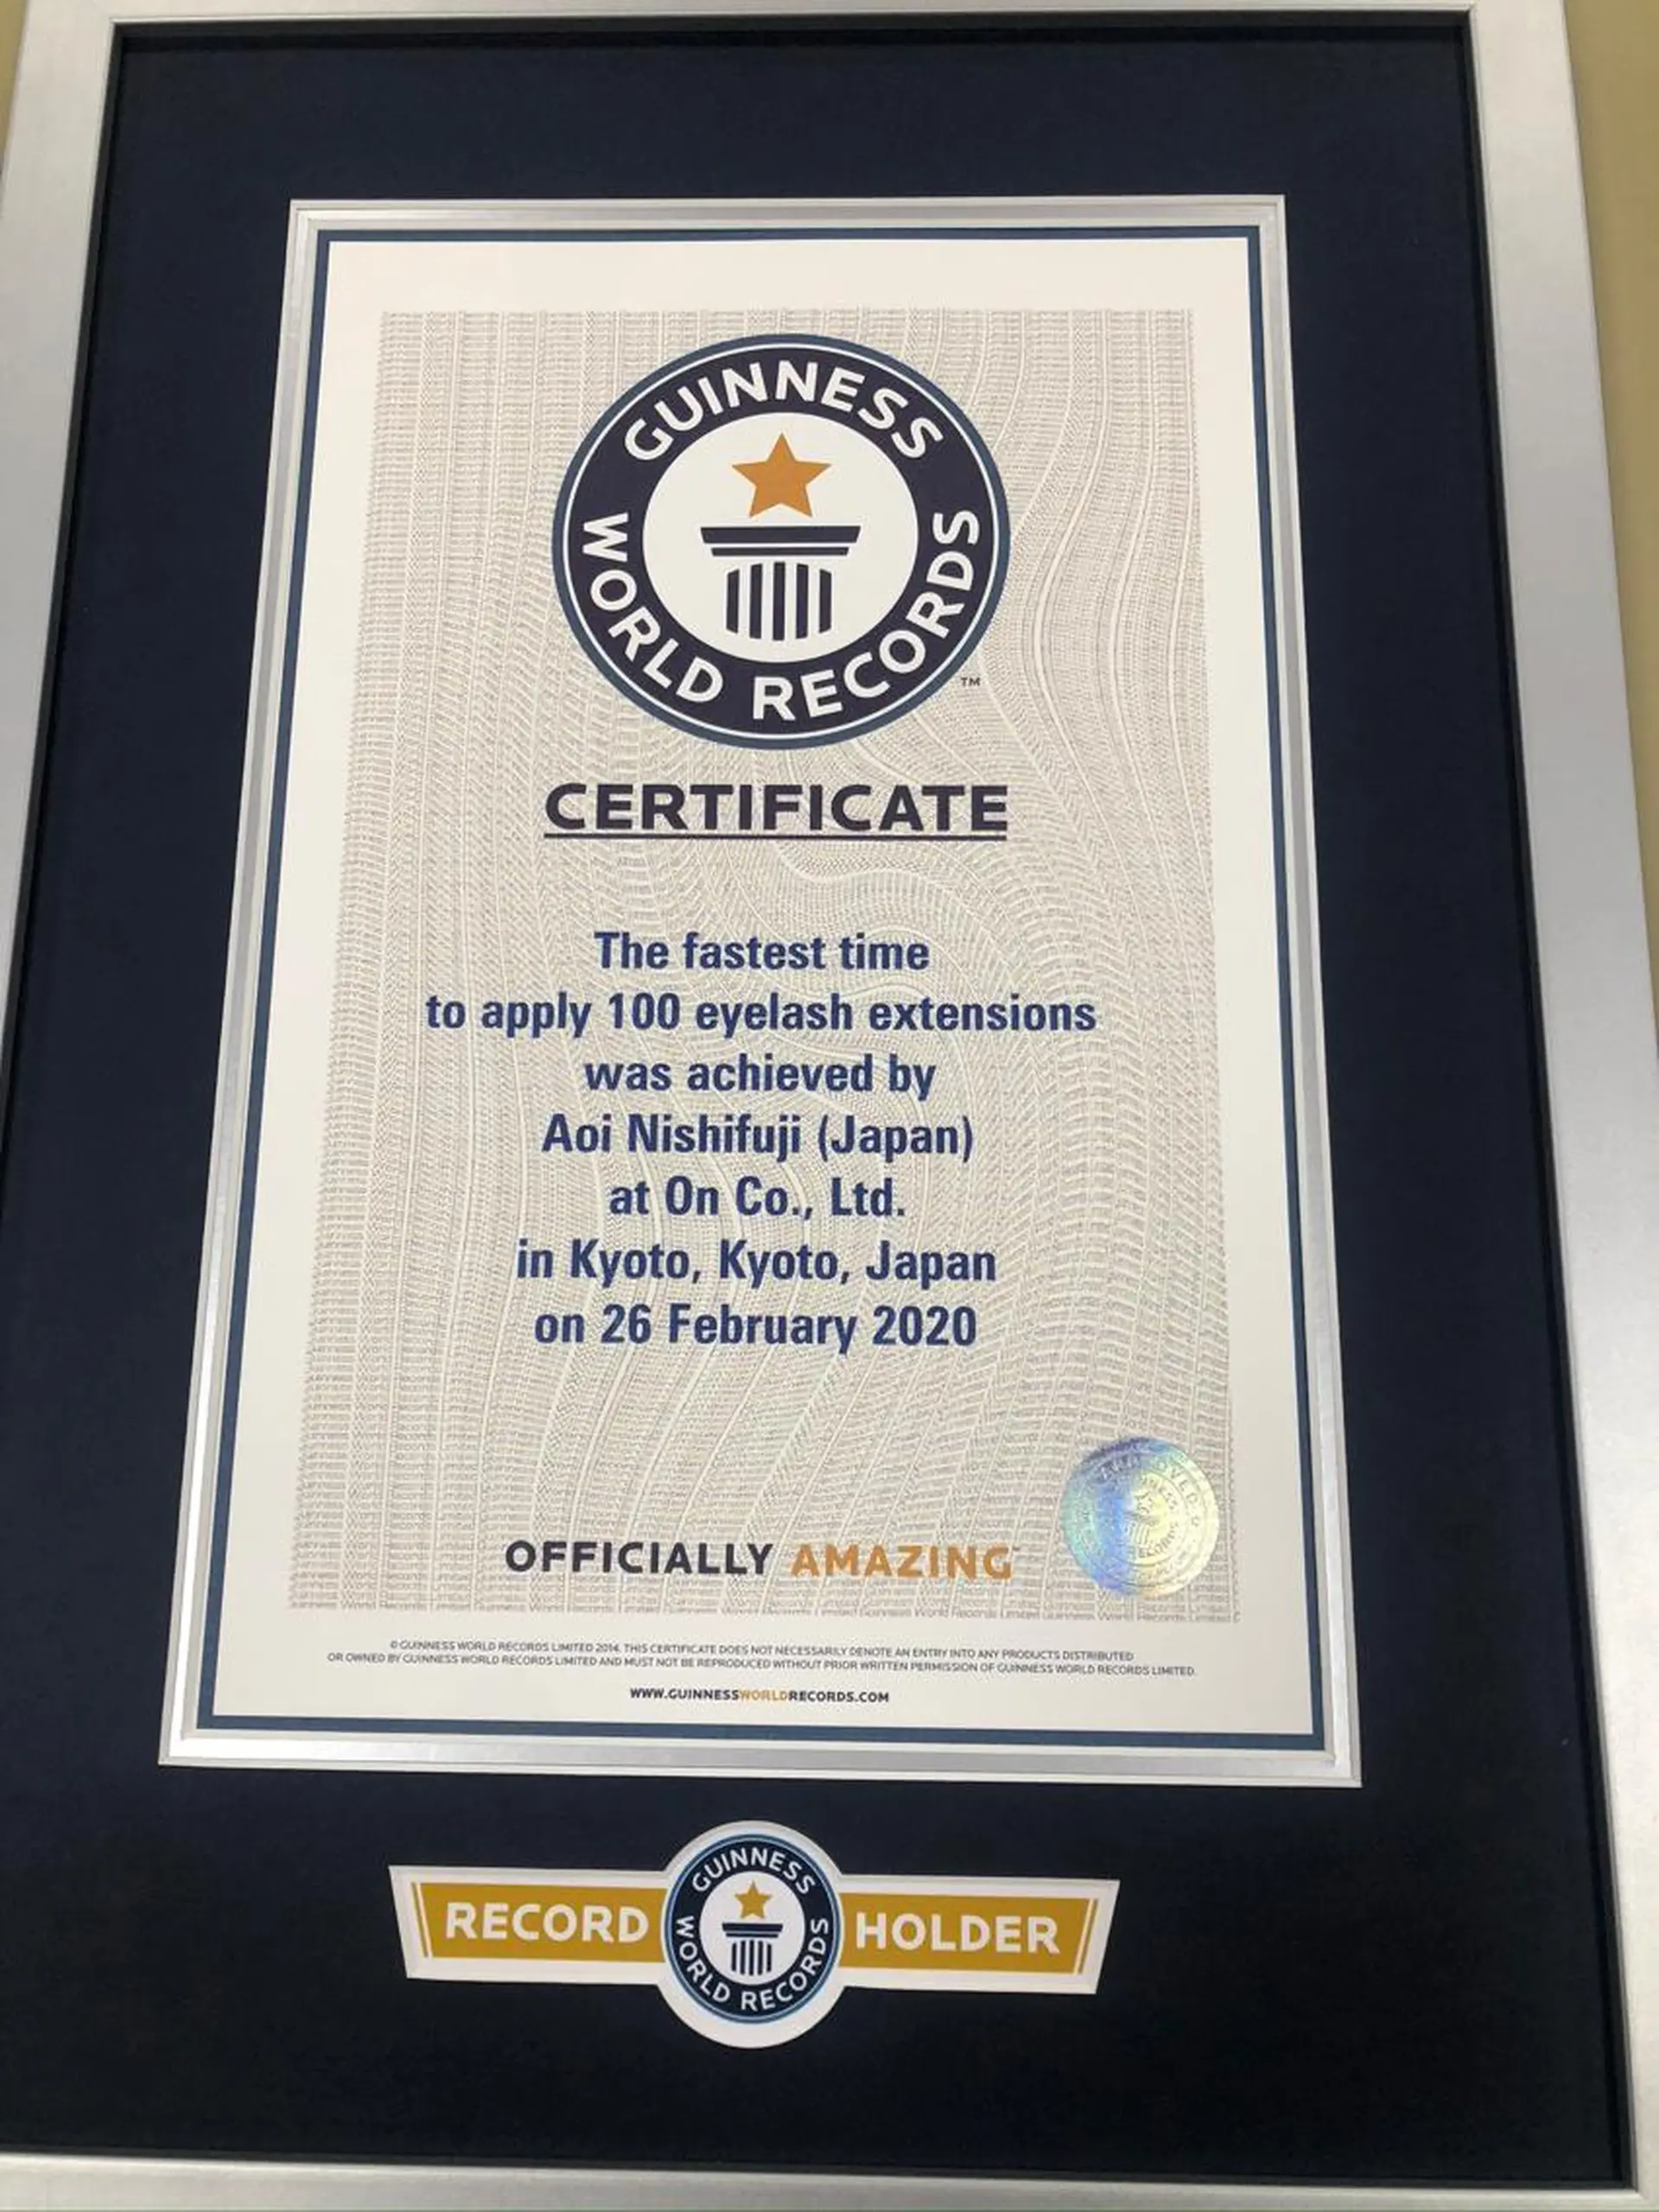 GUINNESS
WORLD RECORDS
TM
CERTIFICATE
The fastest time
to apply 100 eyelash extensions
was achieved by
Aoi Nishifuji (Japan)
at On Co., Ltd.
in Kyoto, Kyoto, Japan
on 26 February 2020
APPROVED
OFFICIALLY AMAZING
© GUINNESS WORLD RECORDS LIMITED 2014. THIS CERTIFICATE DOES NOT NECESSARILY DENOTE AN ENTRY INTO ANY PRODUCTS DISTRIBUTED
OR OWNED BY GUINNESS WORLD RECORDS LIMITED AND MUST NOT BE REPRODUCED WITHOUT PRIOR WRITTEN PERMISSION OF GUINNESS WORLD RECORDS LIMITED.
WWW.GUINNESSWORLDRECORDS.COM
RECORD HOLDER
GUINNESS
WORLD RECORDS